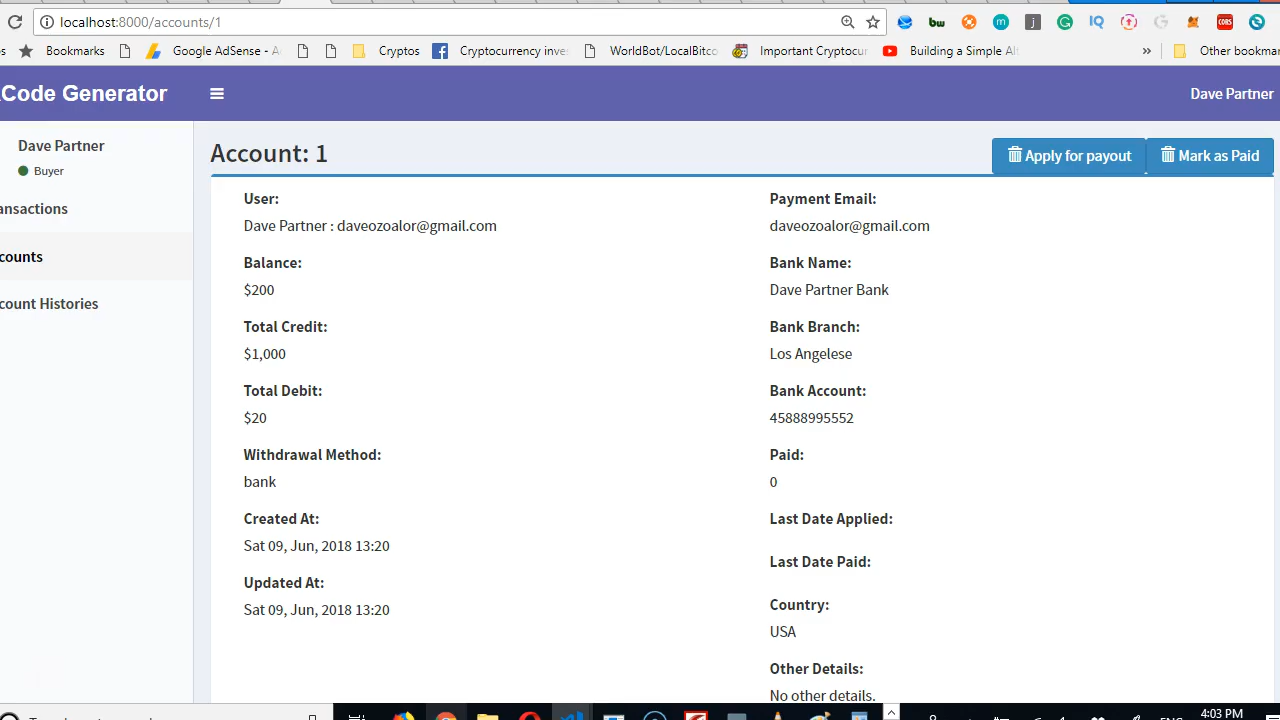 localhost:8000/accounts/1
Bookmarks Google AdSense - A Cryptos Cryptocurrency inve WorldBot/LocalBitco Important Cryptocur Building a Simple Al » Other bookmar
Code Generator Dave Partner
Dave Partner
Buyer
ansactions
counts
count Histories
Account: 1
Apply for payout Mark as Paid
User:
Dave Partner : daveozoalor@gmail.com
Balance:
$200
Total Credit:
$1,000
Total Debit:
$20
Withdrawal Method:
bank
Created At:
Sat 09, Jun, 2018 13:20
Updated At:
Sat 09, Jun, 2018 13:20
Payment Email:
daveozoalor@gmail.com
Bank Name:
Dave Partner Bank
Bank Branch:
Los Angelese
Bank Account:
45888995552
Paid:
0
Last Date Applied:
Last Date Paid:
Country:
USA
Other Details:
No other details.
4:03 PM